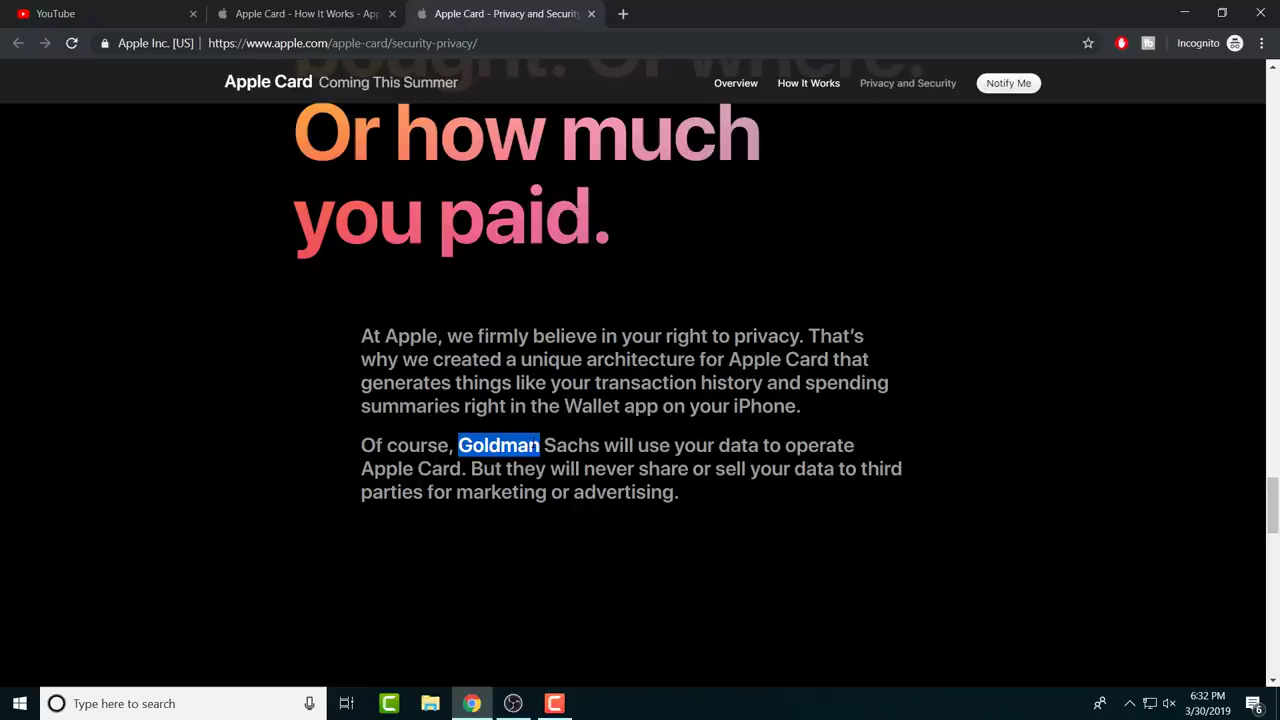 YouTube
Apple Card - How It Works - App
Apple Card - Privacy and Security
Apple Inc. [US]
https://www.apple.com/apple-card/security-privacy/
Incognito
Apple Card Coming This Summer
Overview
How It Works
Privacy and Security
Notify Me
bought. Or where.
Or how much
you paid.
At Apple, we firmly believe in your right to privacy. That's
why we created a unique architecture for Apple Card that
generates things like your transaction history and spending
summaries right in the Wallet app on your iPhone.
Of course, Goldman Sachs will use your data to operate
Apple Card. But they will never share or sell your data to third
parties for marketing or advertising.
Type here to search
6:32 PM
3/30/2019
6